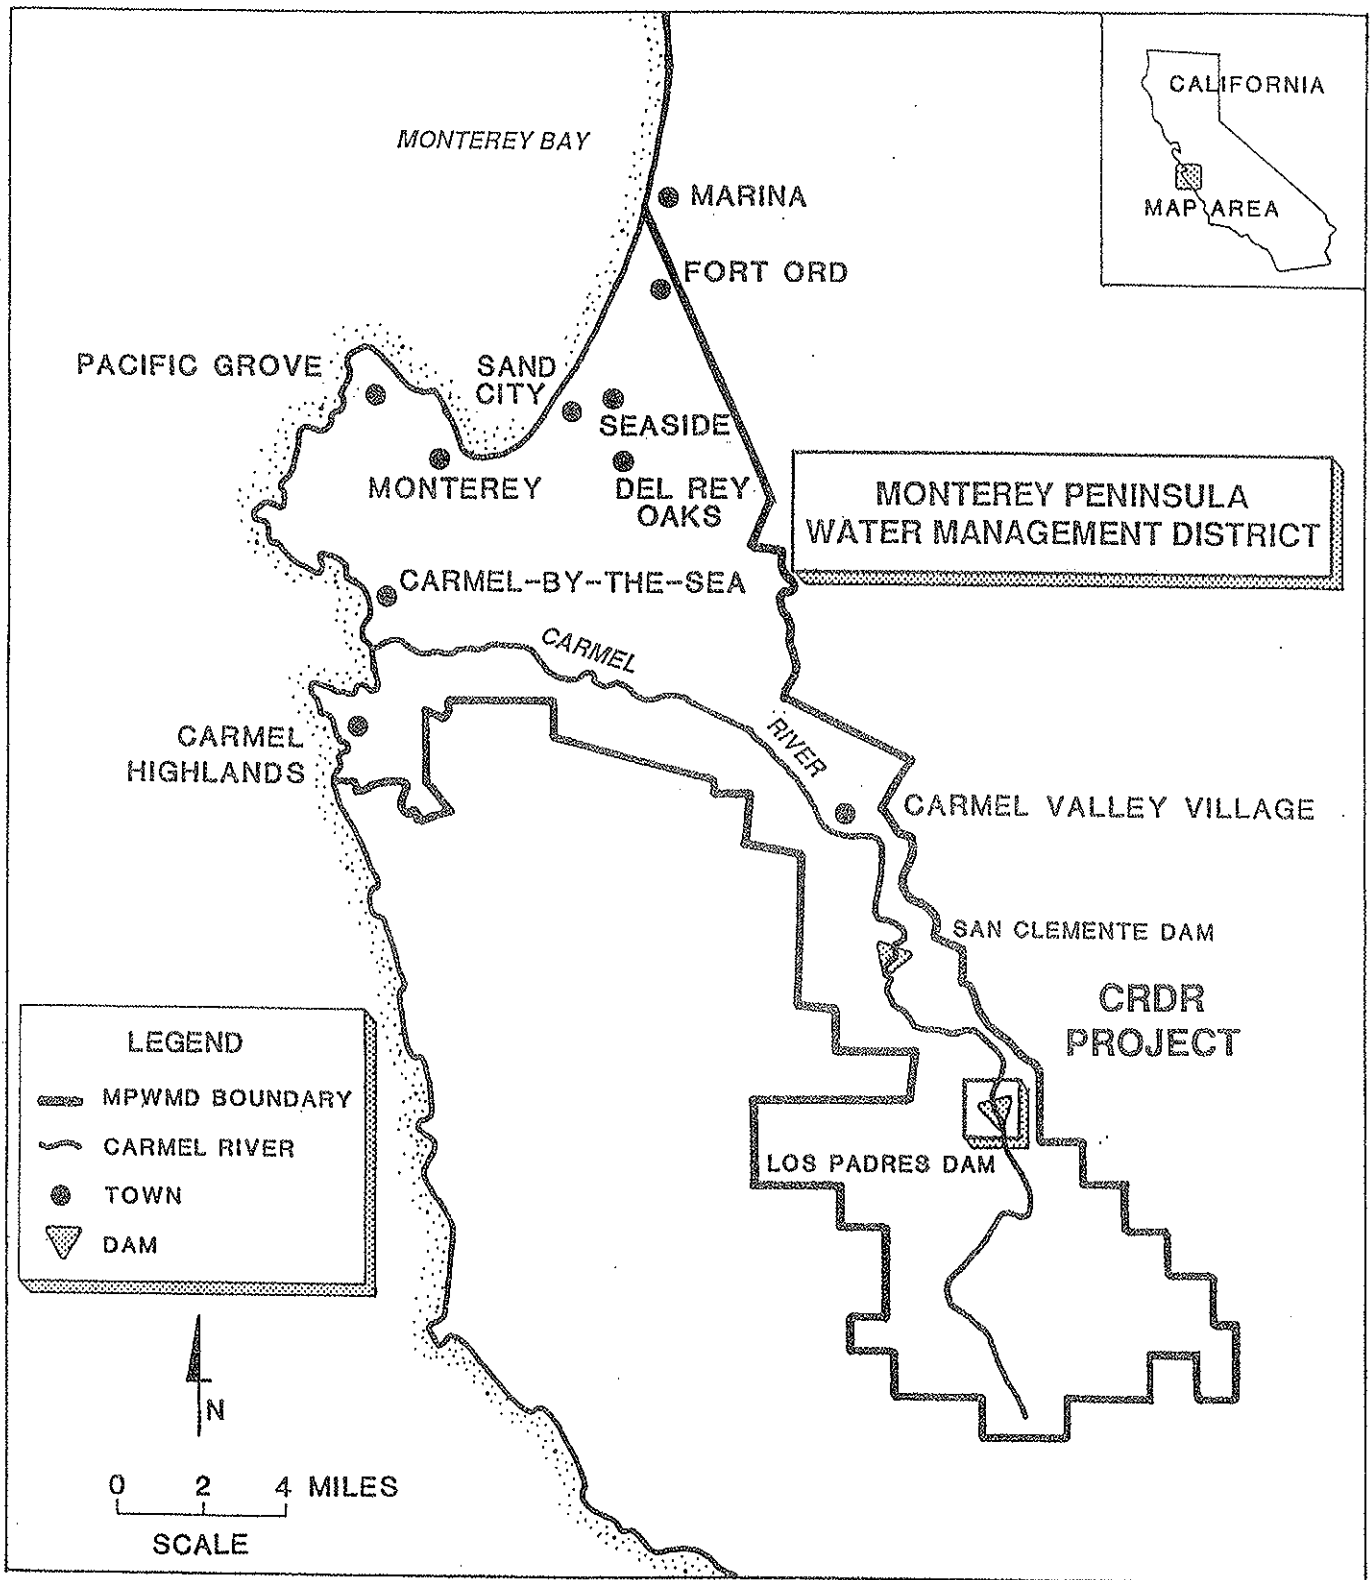 CALIFORNIA
MAP AREA
MONTEREY BAY
MARINA
FORT ORD
PACIFIC GROVE
SAND
CITY
SEASIDE
MONTEREY
DEL REY
OAKS
MONTEREY PENINSULA
WATER MANAGEMENT DISTRICT
CARMEL-BY-THE-SEA
CARMEL
RIVER
CARMEL
HIGHLANDS
CARMEL VALLEY VILLAGE
SAN CLEMENTE DAM
CRDR
PROJECT
LOS PADRES DAM
LEGEND
MPWMD BOUNDARY
CARMEL RIVER
TOWN
DAM
N
0 2 4 MILES
SCALE